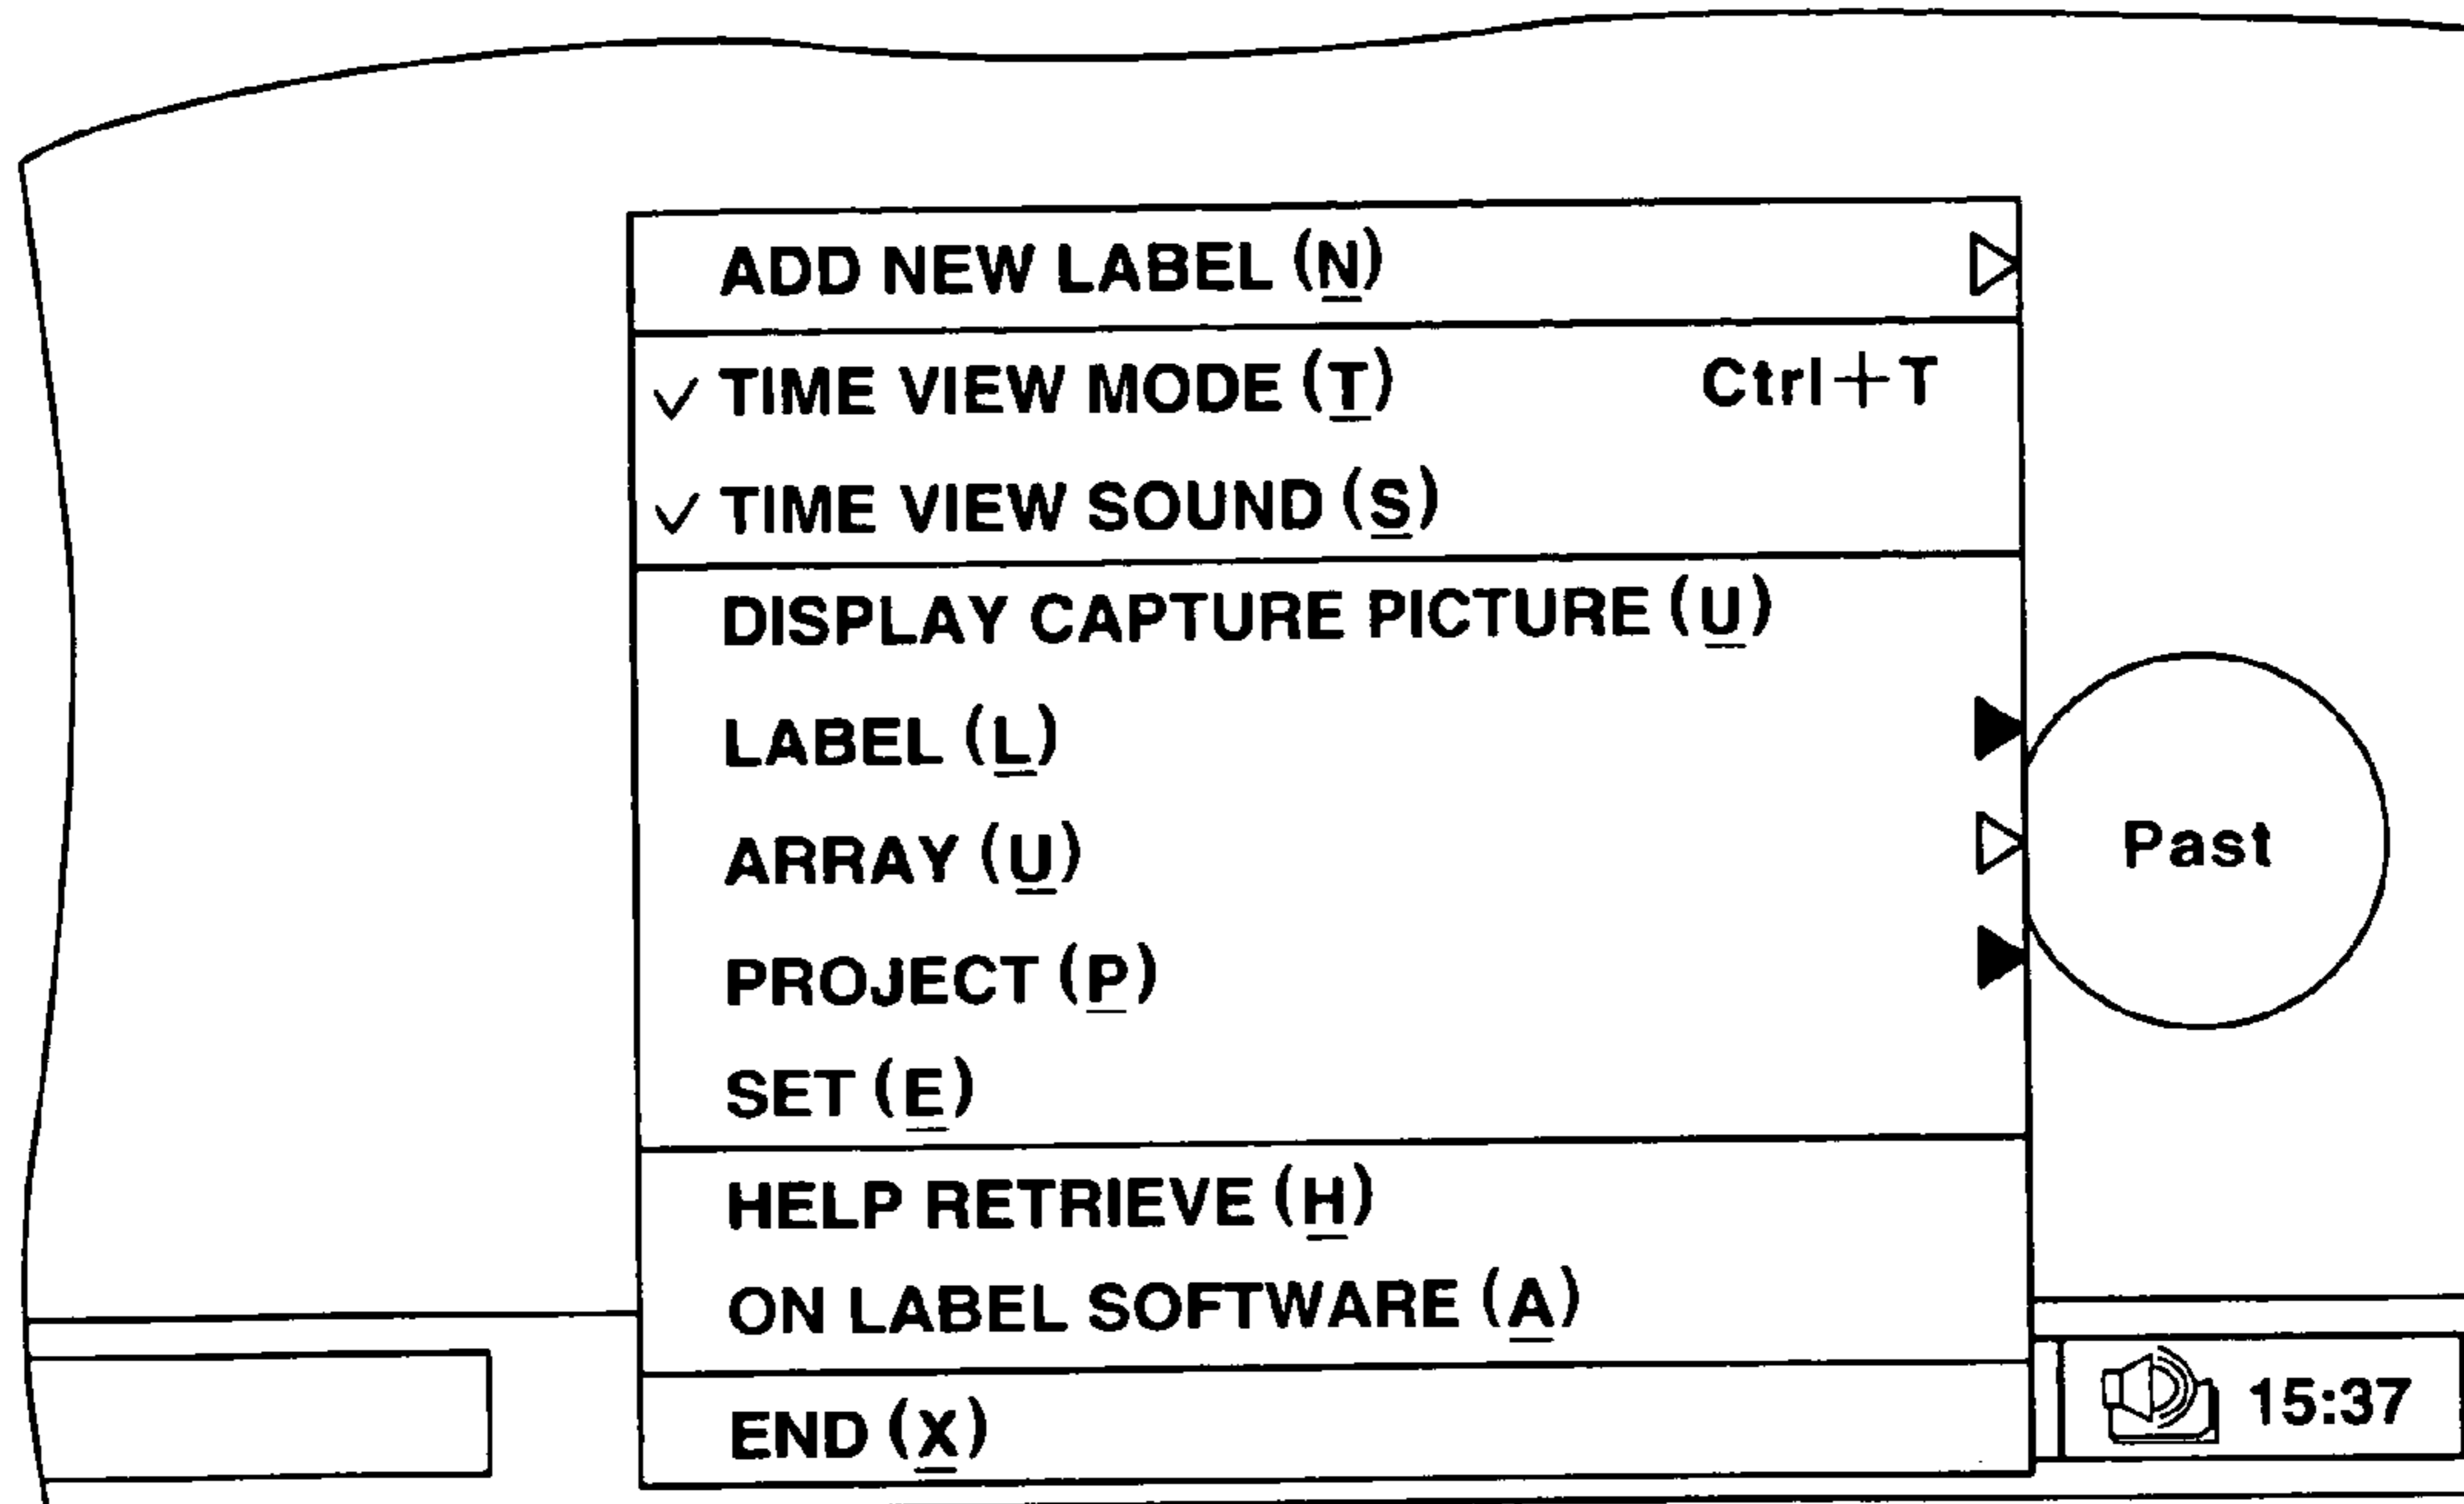 ADD NEW LABEL (N)
TIME VIEW MODE (T) Ctrl+T
TIME VIEW SOUND (S)
DISPLAY CAPTURE PICTURE (U)
LABEL (L)
ARRAY (U)
Past
PROJECT (P)
SET (E)
HELP RETRIEVE (H)
ON LABEL SOFTWARE (A)
15:37
END (X)